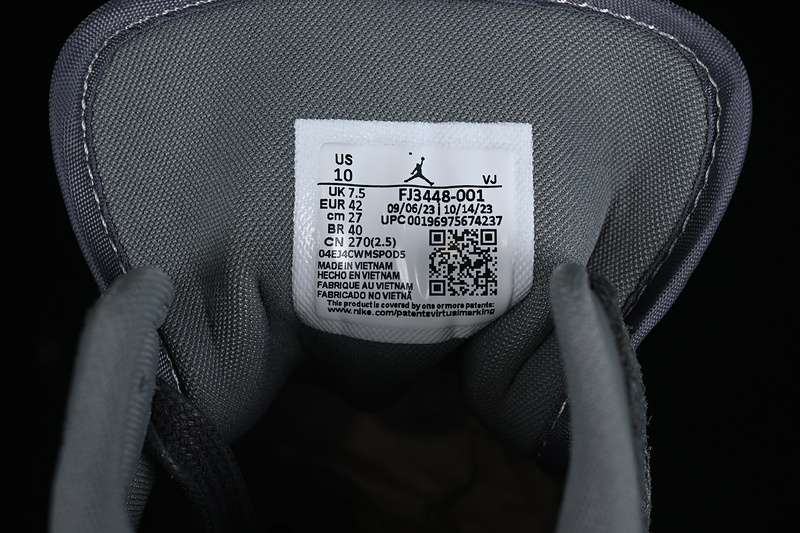 US
10
VJ
UK 7.5
FJ3448-001
EUR 42
09/06/23 | 10/14/23
cm 27
UPC 00196975674237
BR 40
CN 270(2.5)
04EJ4CWMSPOD5
MADE IN VIETNAM
HECHO EN VIETNAM
FABRIQUE AU VIETNAM
FABRICADO NO VIETNÃ
This product is covered by one or more patents:
www.nike.com/patentsvirtualmarking